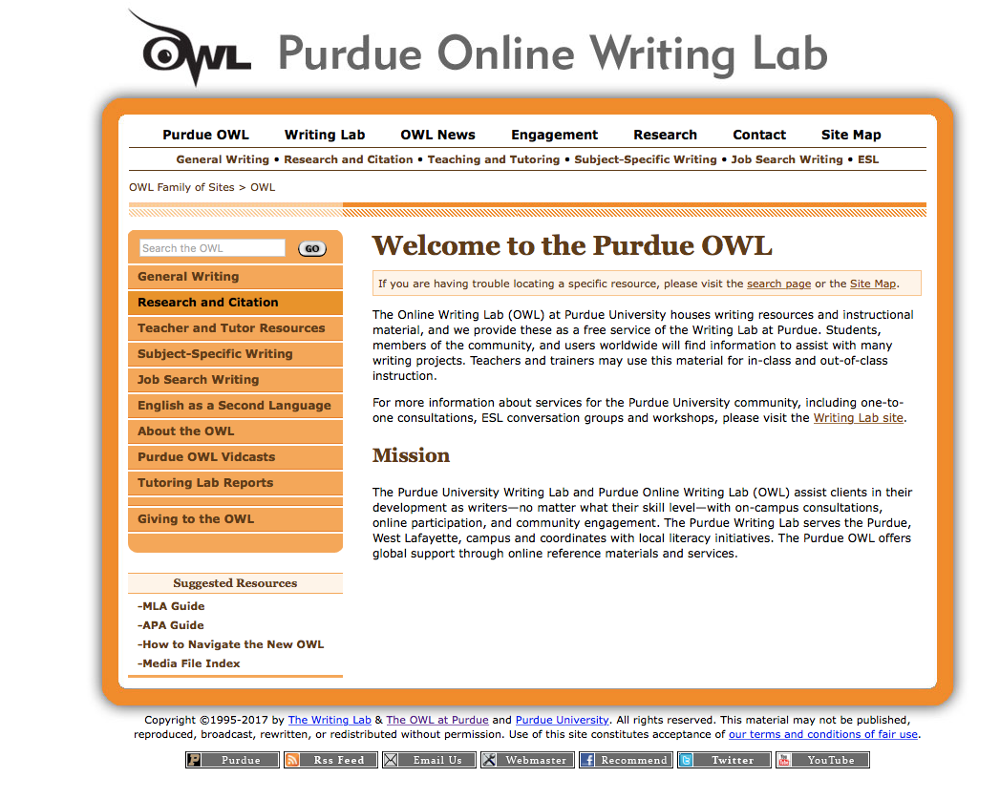 OWL Purdue Online Writing Lab
Purdue OWL Writing Lab OWL News Engagement Research Contact Site Map
General Writing • Research and Citation • Teaching and Tutoring • Subject-Specific Writing • Job Search Writing • ESL
OWL Family of Sites > OWL
Search the OWL GO
General Writing
Research and Citation
Teacher and Tutor Resources
Subject-Specific Writing
Job Search Writing
English as a Second Language
About the OWL
Purdue OWL Vidcasts
Tutoring Lab Reports
Giving to the OWL
Suggested Resources
-MLA Guide
-APA Guide
-How to Navigate the New OWL
-Media File Index
Welcome to the Purdue OWL
If you are having trouble locating a specific resource, please visit the search page or the Site Map.
The Online Writing Lab (OWL) at Purdue University houses writing resources and instructional
material, and we provide these as a free service of the Writing Lab at Purdue. Students,
members of the community, and users worldwide will find information to assist with many
writing projects. Teachers and trainers may use this material for in-class and out-of-class
instruction.
For more information about services for the Purdue University community, including one-to-
one consultations, ESL conversation groups and workshops, please visit the Writing Lab site.
Mission
The Purdue University Writing Lab and Purdue Online Writing Lab (OWL) assist clients in their
development as writers—no matter what their skill level—with on-campus consultations,
online participation, and community engagement. The Purdue Writing Lab serves the Purdue,
West Lafayette, campus and coordinates with local literacy initiatives. The Purdue OWL offers
global support through online reference materials and services.
Copyright ©1995-2017 by The Writing Lab & The OWL at Purdue and Purdue University. All rights reserved. This material may not be published,
reproduced, broadcast, rewritten, or redistributed without permission. Use of this site constitutes acceptance of our terms and conditions of fair use.
Purdue Rss Feed Email Us Webmaster Recommend Twitter YouTube